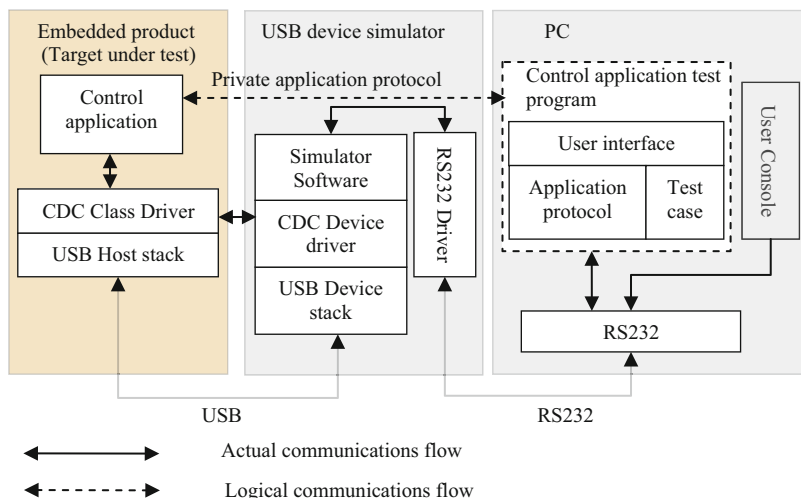 Embedded product
(Target under test)
USB device simulator
PC
Control
application
Private application protocol
Control application test
program
User interface
Application
protocol
Test
case
User Console
Simulator
Software
RS232 Driver
CDC Class Driver
USB Host stack
CDC Device
driver
USB Device
stack
RS232
USB
RS232
Actual communications flow
Logical communications flow